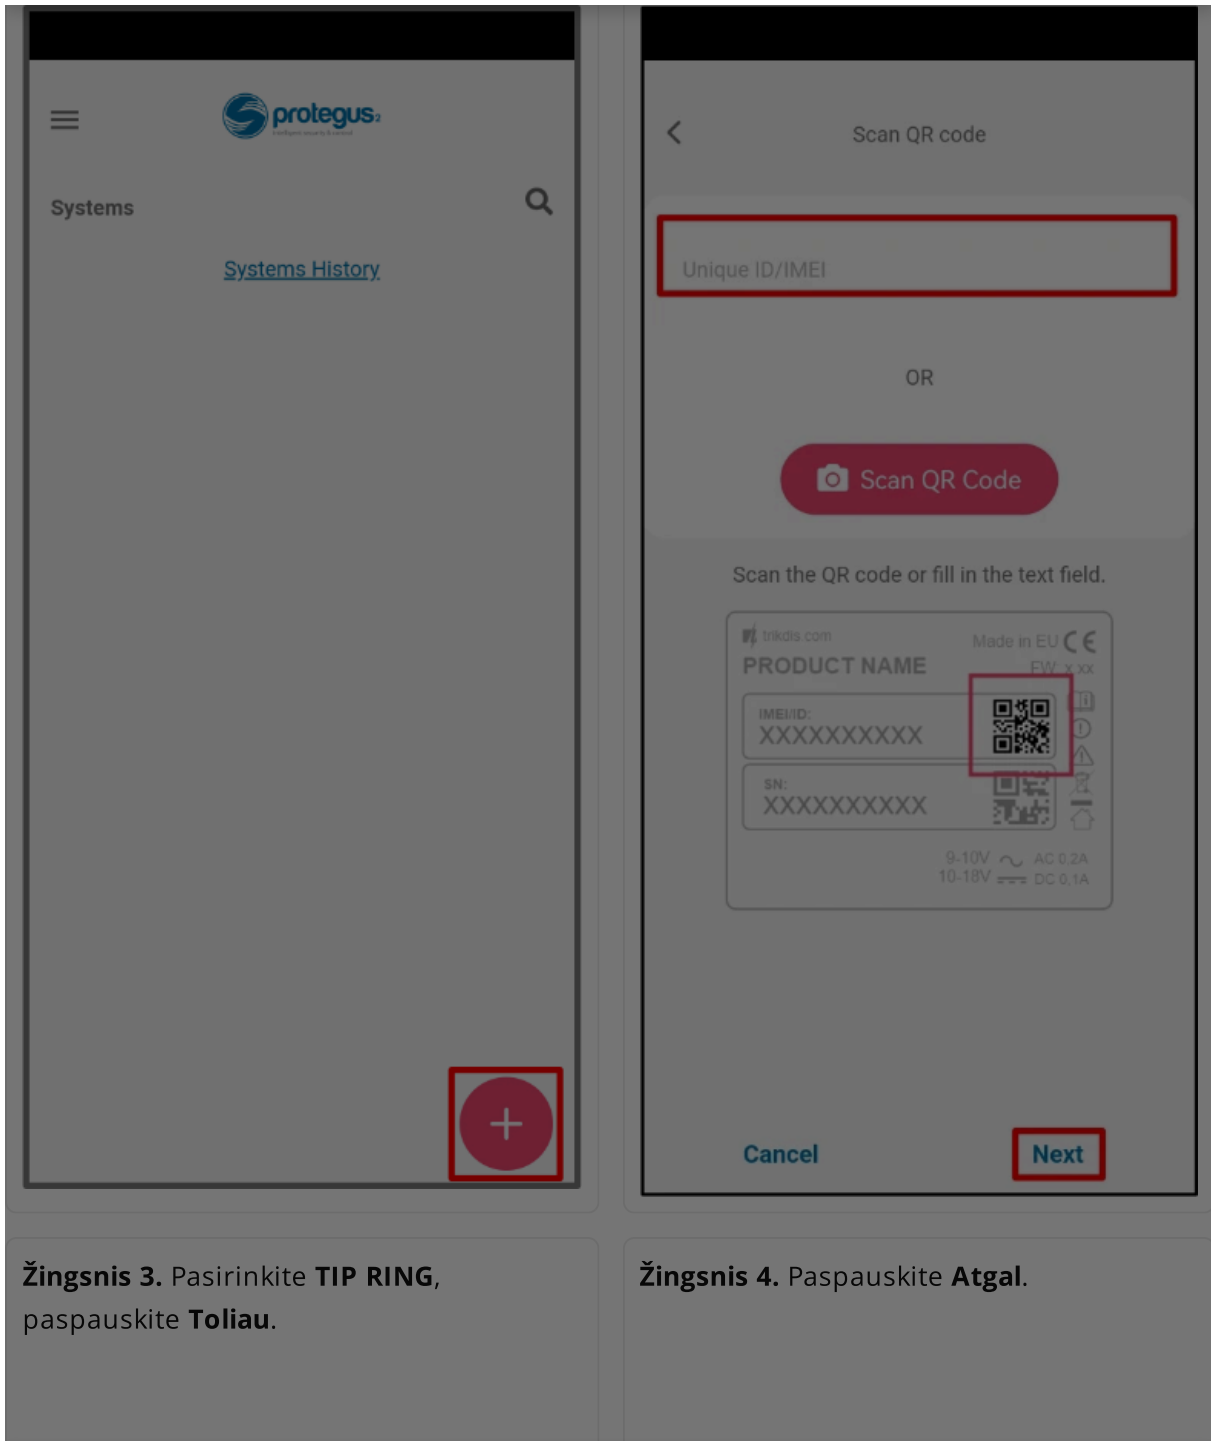 protegus2
Systems
Systems History
Scan QR code
Unique ID/IMEI
OR
Scan QR Code
Scan the QR code or fill in the text field.
trikdis.com
Made in EU CE
PRODUCT NAME
FW: x.xx
IMEI/ID:
XXXXXXXXXX
SN:
XXXXXXXXXX
9-10V AC 0,2A
10-18V DC 0,1A
Cancel
Next
Žingsnis 3. Pasirinkite TIP RING,
paspauskite Toliau.
Žingsnis 4. Paspauskite Atgal.